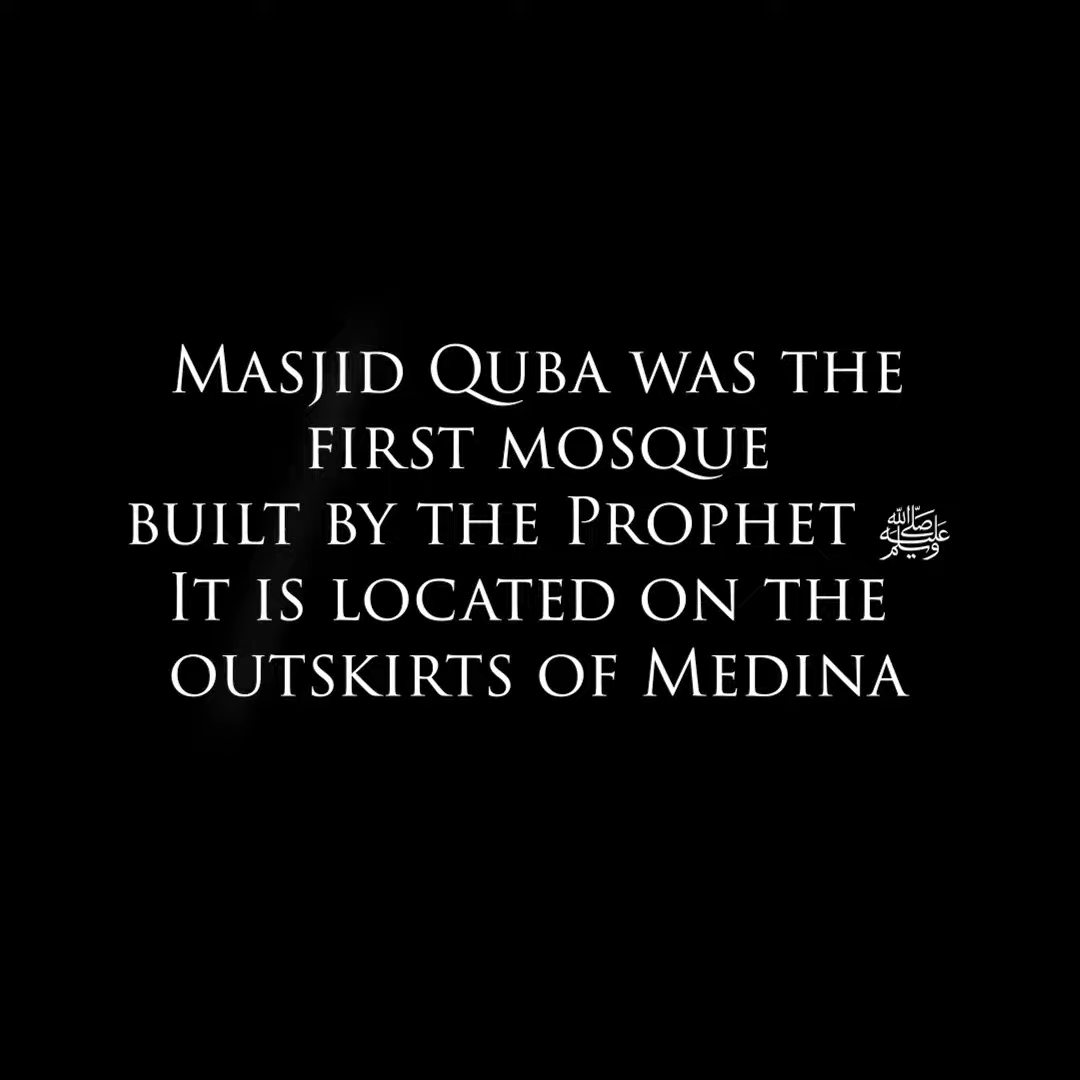 Masjid Quba was the
first mosque
built by the Prophet ﷺ
It is located on the
outskirts of Medina